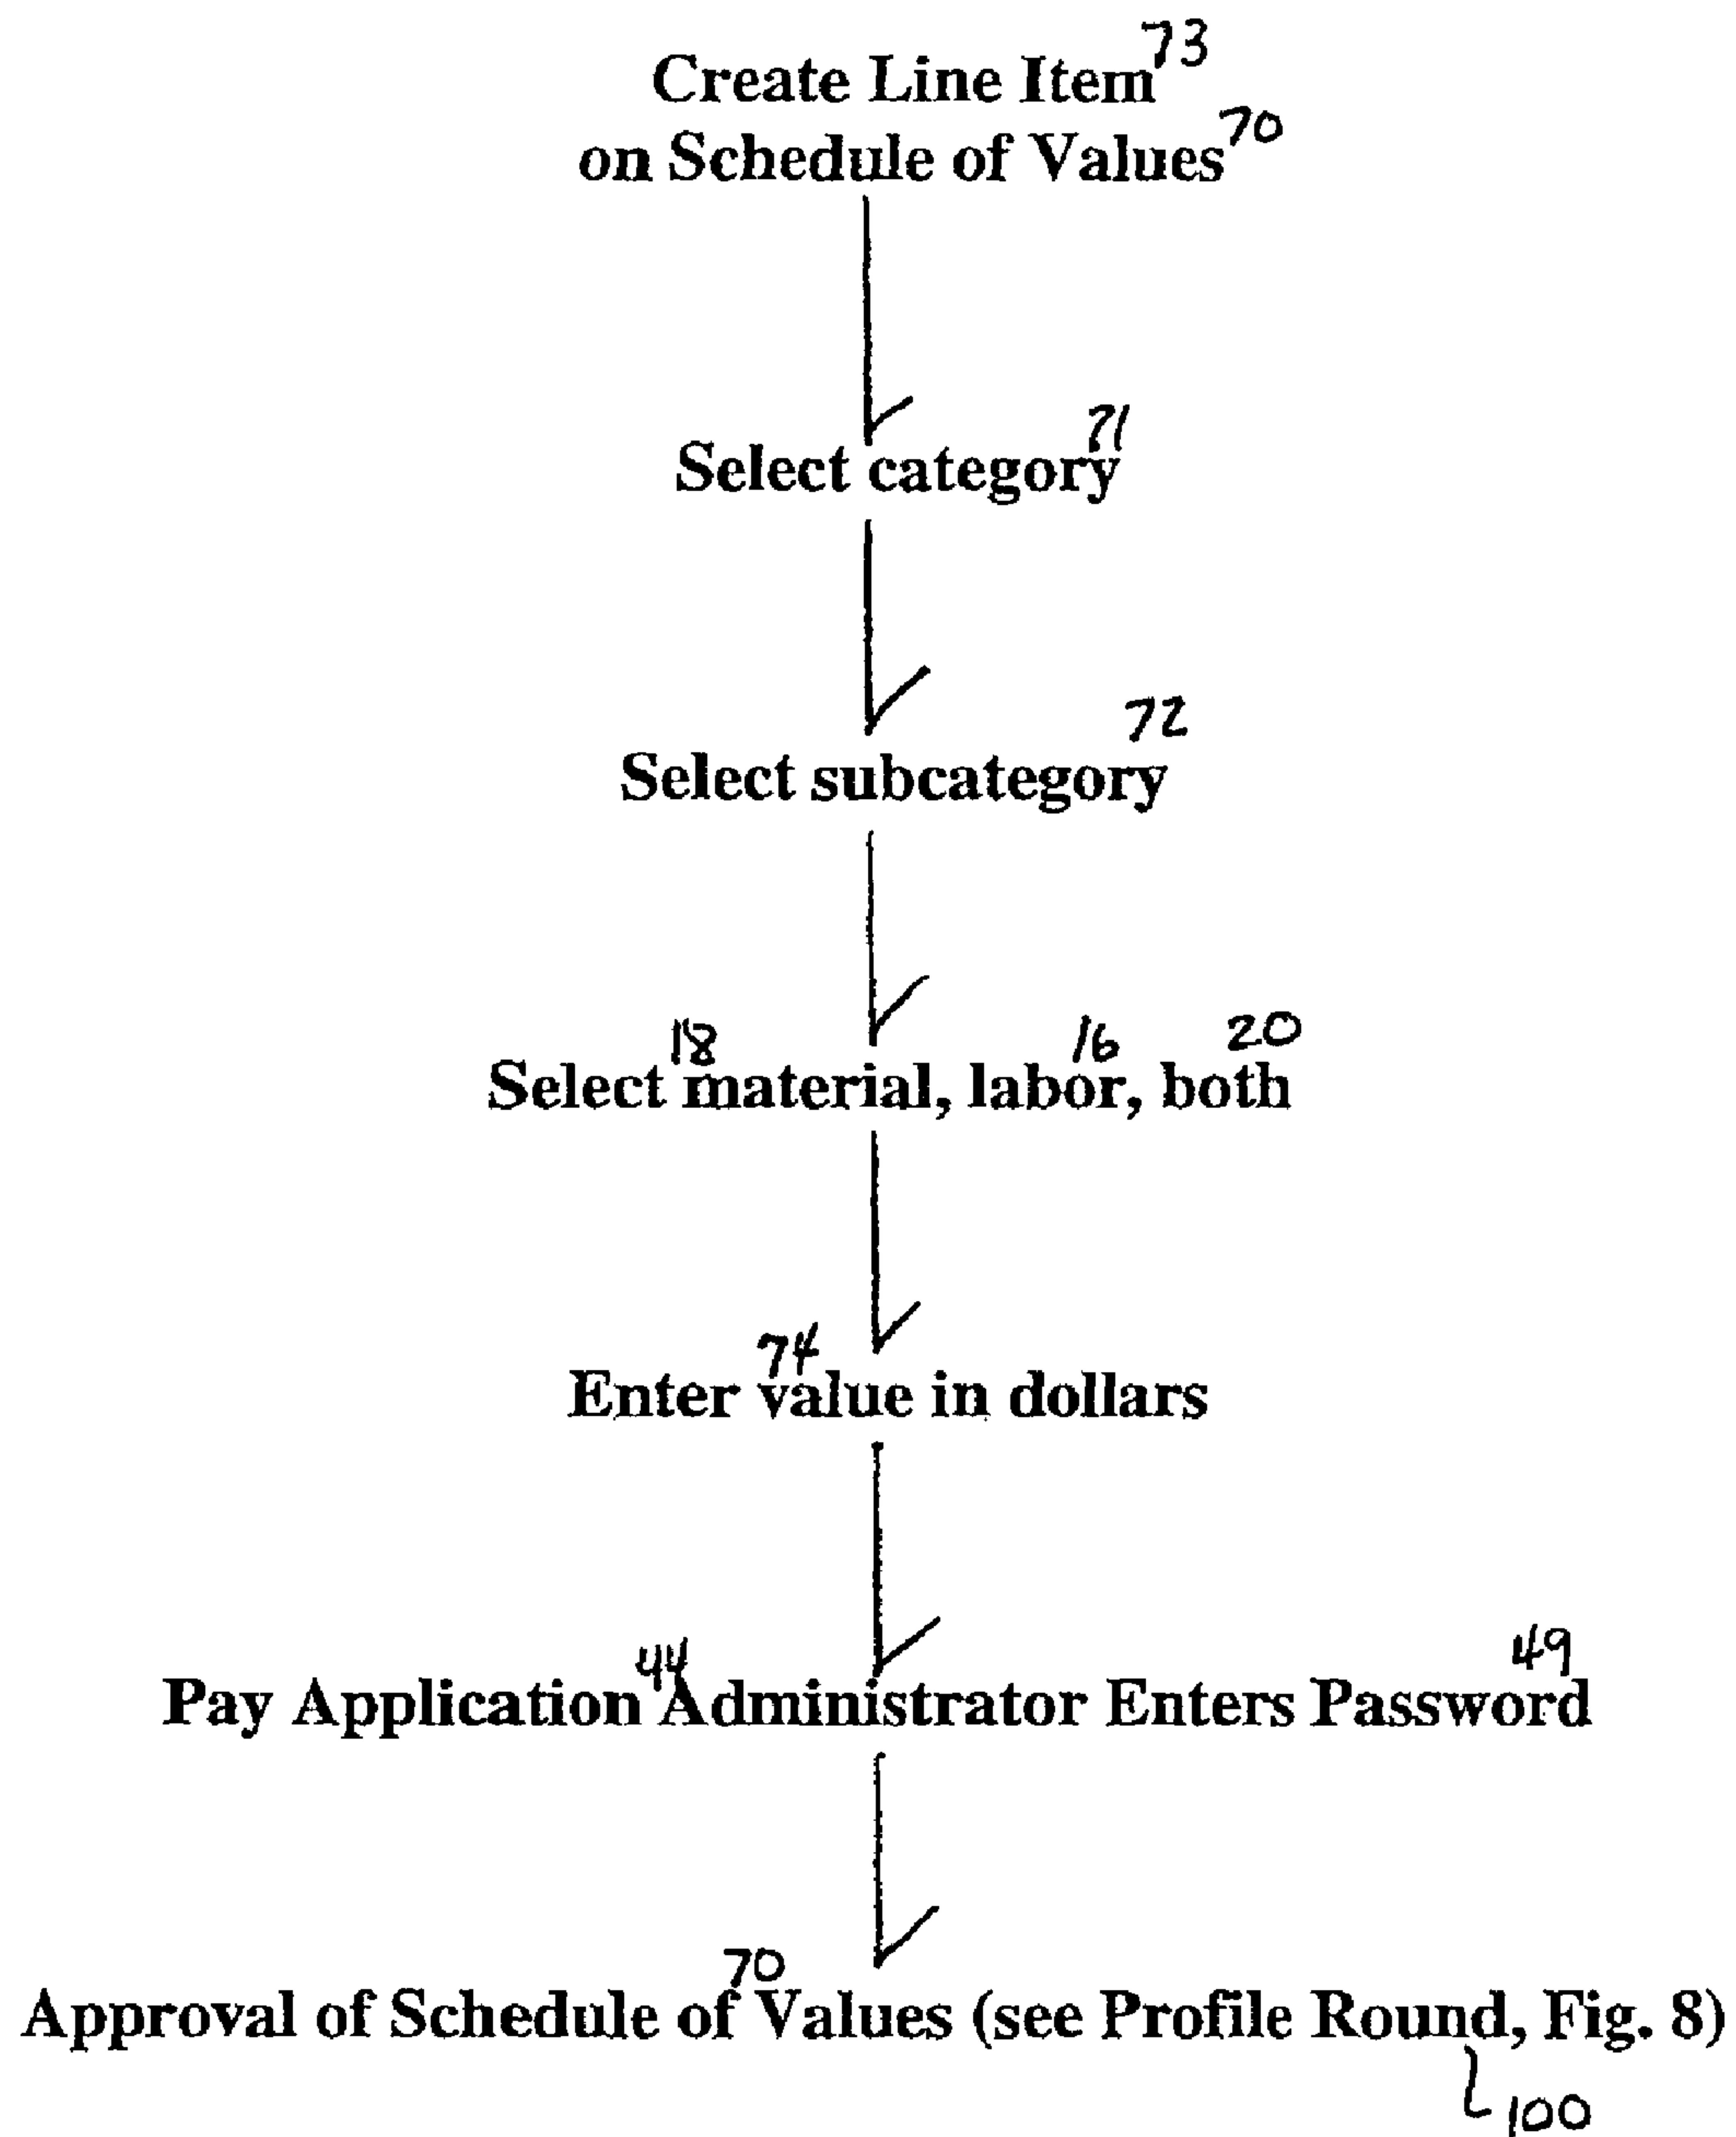 73
Create Line Item
70
on Schedule of Values
71
Select category
72
Select subcategory
18 16 20
Select material, labor, both
74
Enter value in dollars
44 49
Pay Application Administrator Enters Password
70
Approval of Schedule of Values (see Profile Round, Fig. 8)
100